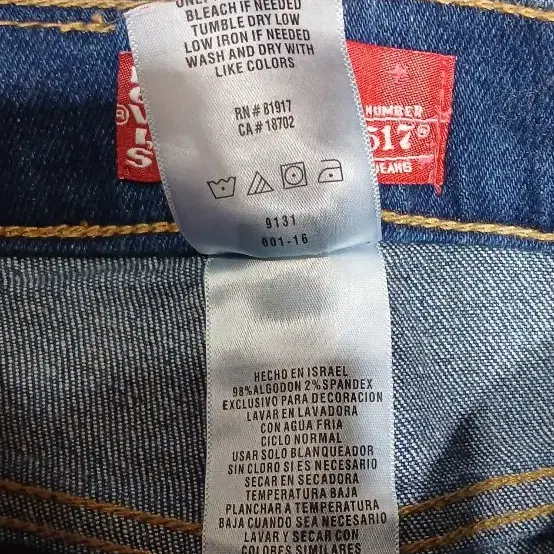 BLEACH IF NEEDED
TUMBLE DRY LOW
LOW IRON IF NEEDED
WASH AND DRY WITH
LIKE COLORS
RN# 81917
CA# 18702
9131
001-16
®
S
NUMBER
517®
JEANS
HECHO EN ISRAEL
98%ALGODON 2%SPANDEX
EXCLUSIVO PARA DECORACION
LAVAR EN LAVADORA
CON AGUA FRIA
CICLO NORMAL
USAR SOLO BLANQUEADOR
SIN CLORO SI ES NECESARIO
SECAR EN SECADORA
TEMPERATURA BAJA
PLANCHAR A TEMPERATURA
BAJA CUANDO SEA NECESARIO
LAVAR Y SECAR CON
COLORES SIMILARES